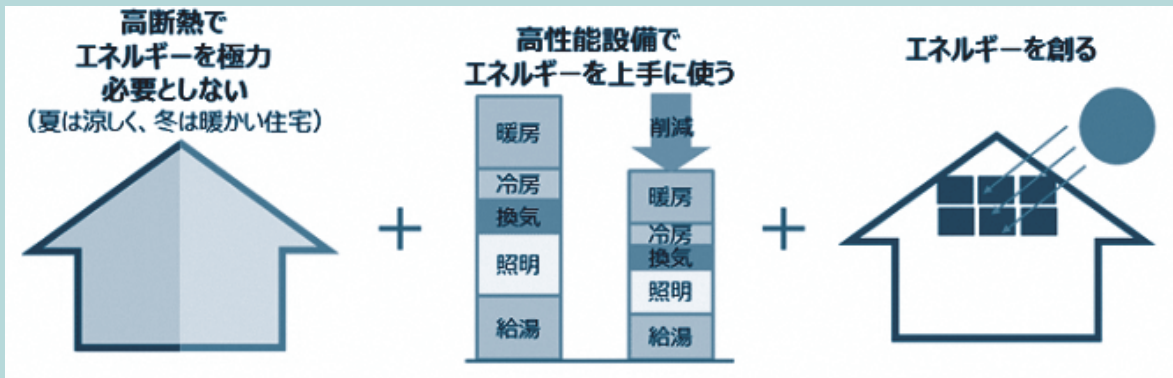 高断熱で
エネルギーを極力
必要としない
（夏は涼しく、冬は暖かい住宅）
高性能設備で
エネルギーを上手に使う
暖房
冷房
換気
照明
給湯
削減
暖房
冷房
換気
照明
給湯
エネルギーを創る